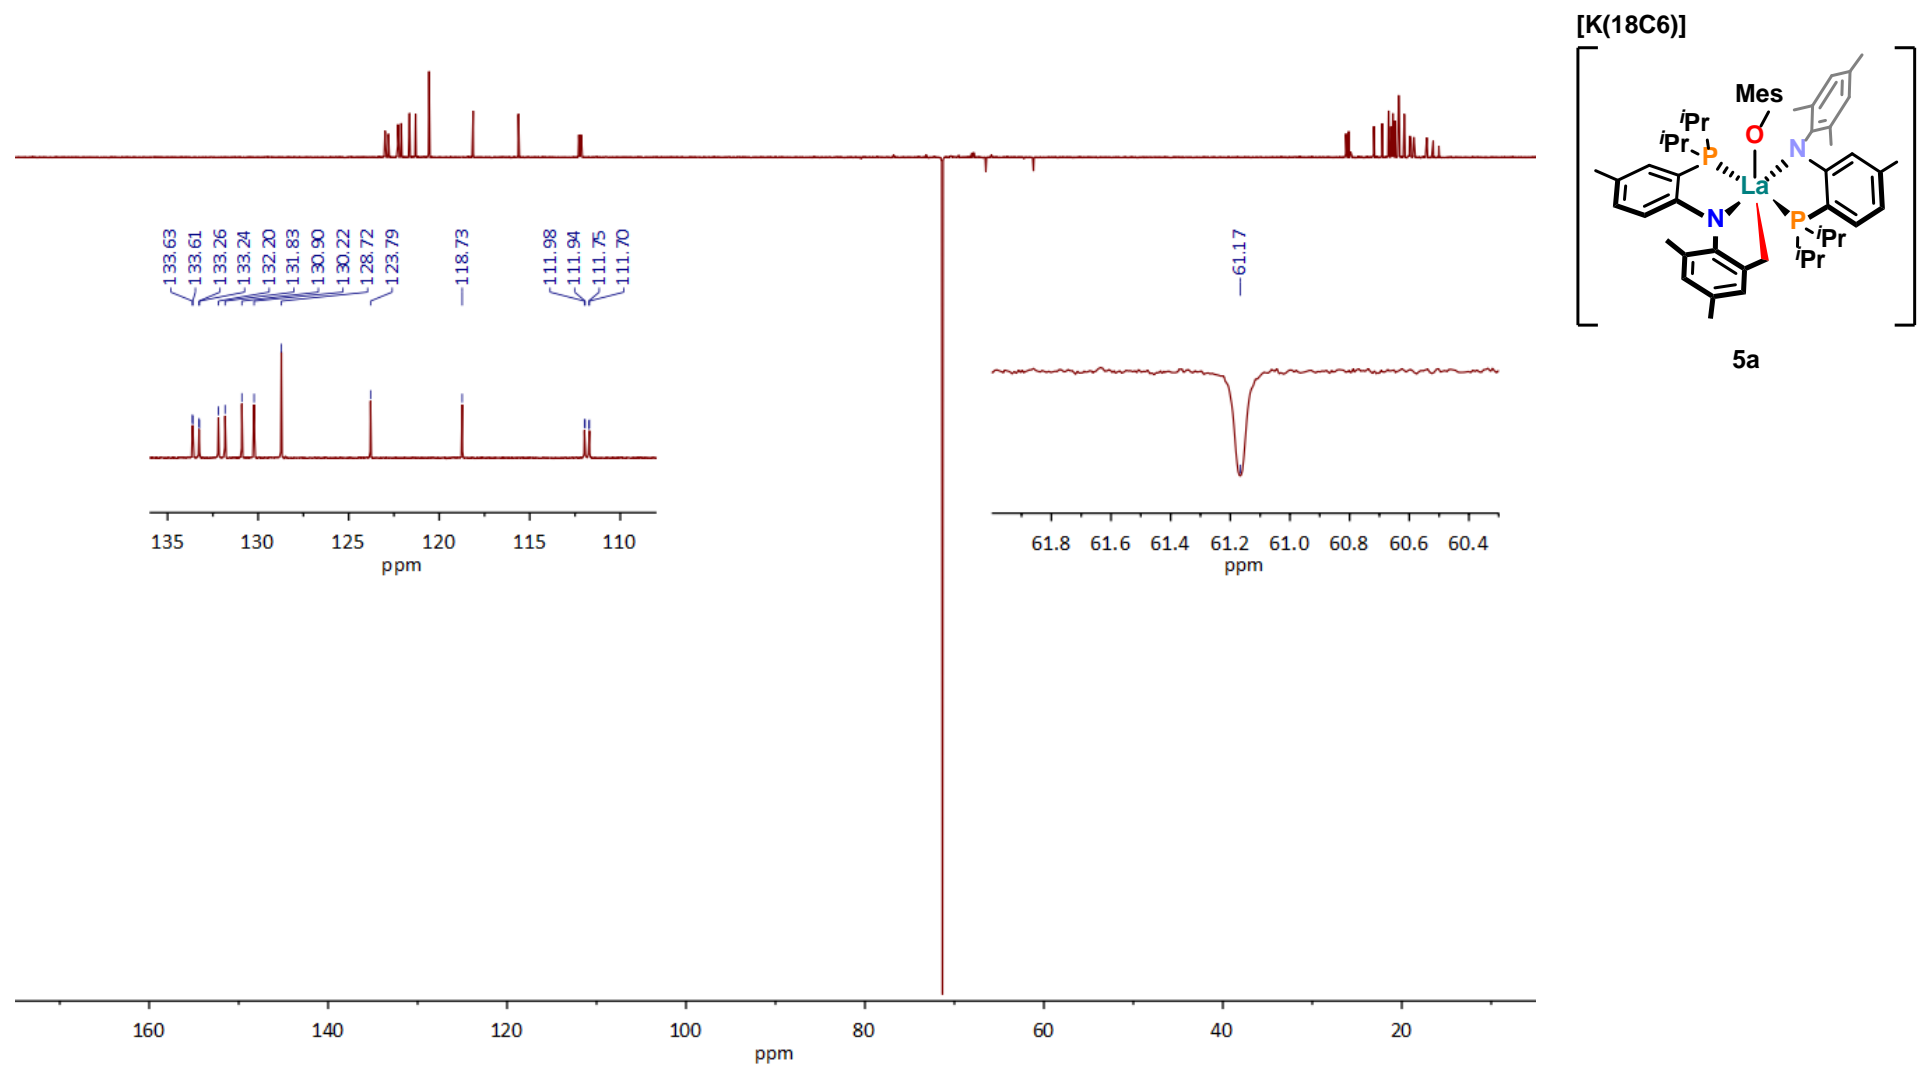 [K(18C6)]
Mes
O
iPr
iPr
P
N
La
N
P
iPr
iPr
5a
133.63
133.61
133.26
133.24
132.20
131.83
130.90
130.22
128.72
123.79
118.73
111.98
111.94
111.75
111.70
61.17
135 130 125 120 115 110
ppm
61.8 61.6 61.4 61.2 61.0 60.8 60.6 60.4
ppm
160 140 120 100 80 60 40 20
ppm